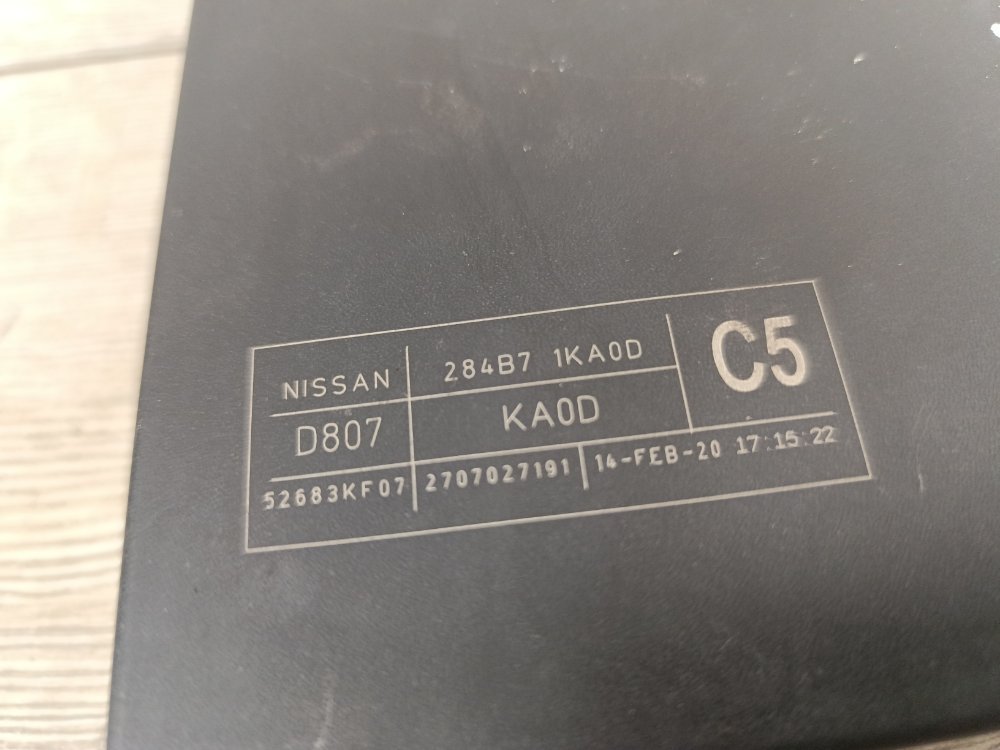 NISSAN 284B7 1KA0D C5
D807 KA0D
52683KF07 2707027191 14-FEB-20 17:15:22